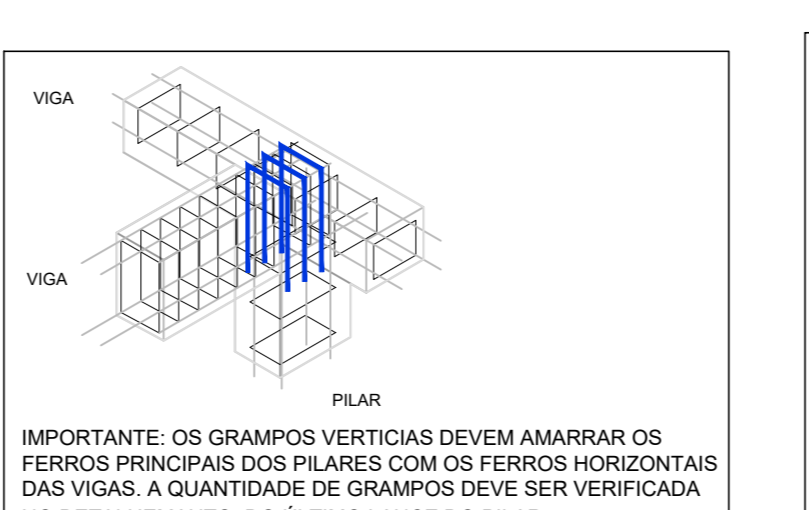 VIGA
VIGA
PILAR
IMPORTANTE: OS GRAMPOS VERTICIAS DEVEM AMARRAR OS
FERROS PRINCIPAIS DOS PILARES COM OS FERROS HORIZONTAIS
DAS VIGAS. A QUANTIDADE DE GRAMPOS DEVE SER VERIFICADA